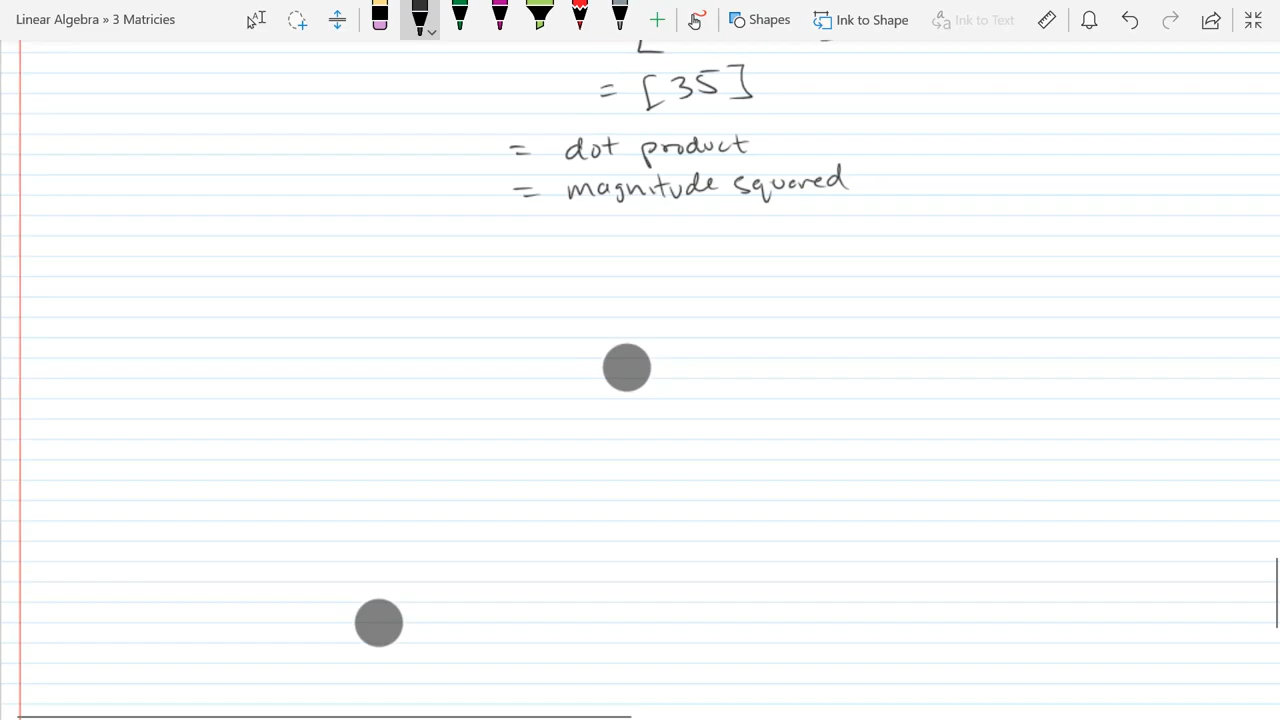 Linear Algebra » 3 Matricies
Shapes
Ink to Shape
Ink to Text
= [35]
= dot product
= magnitude squared